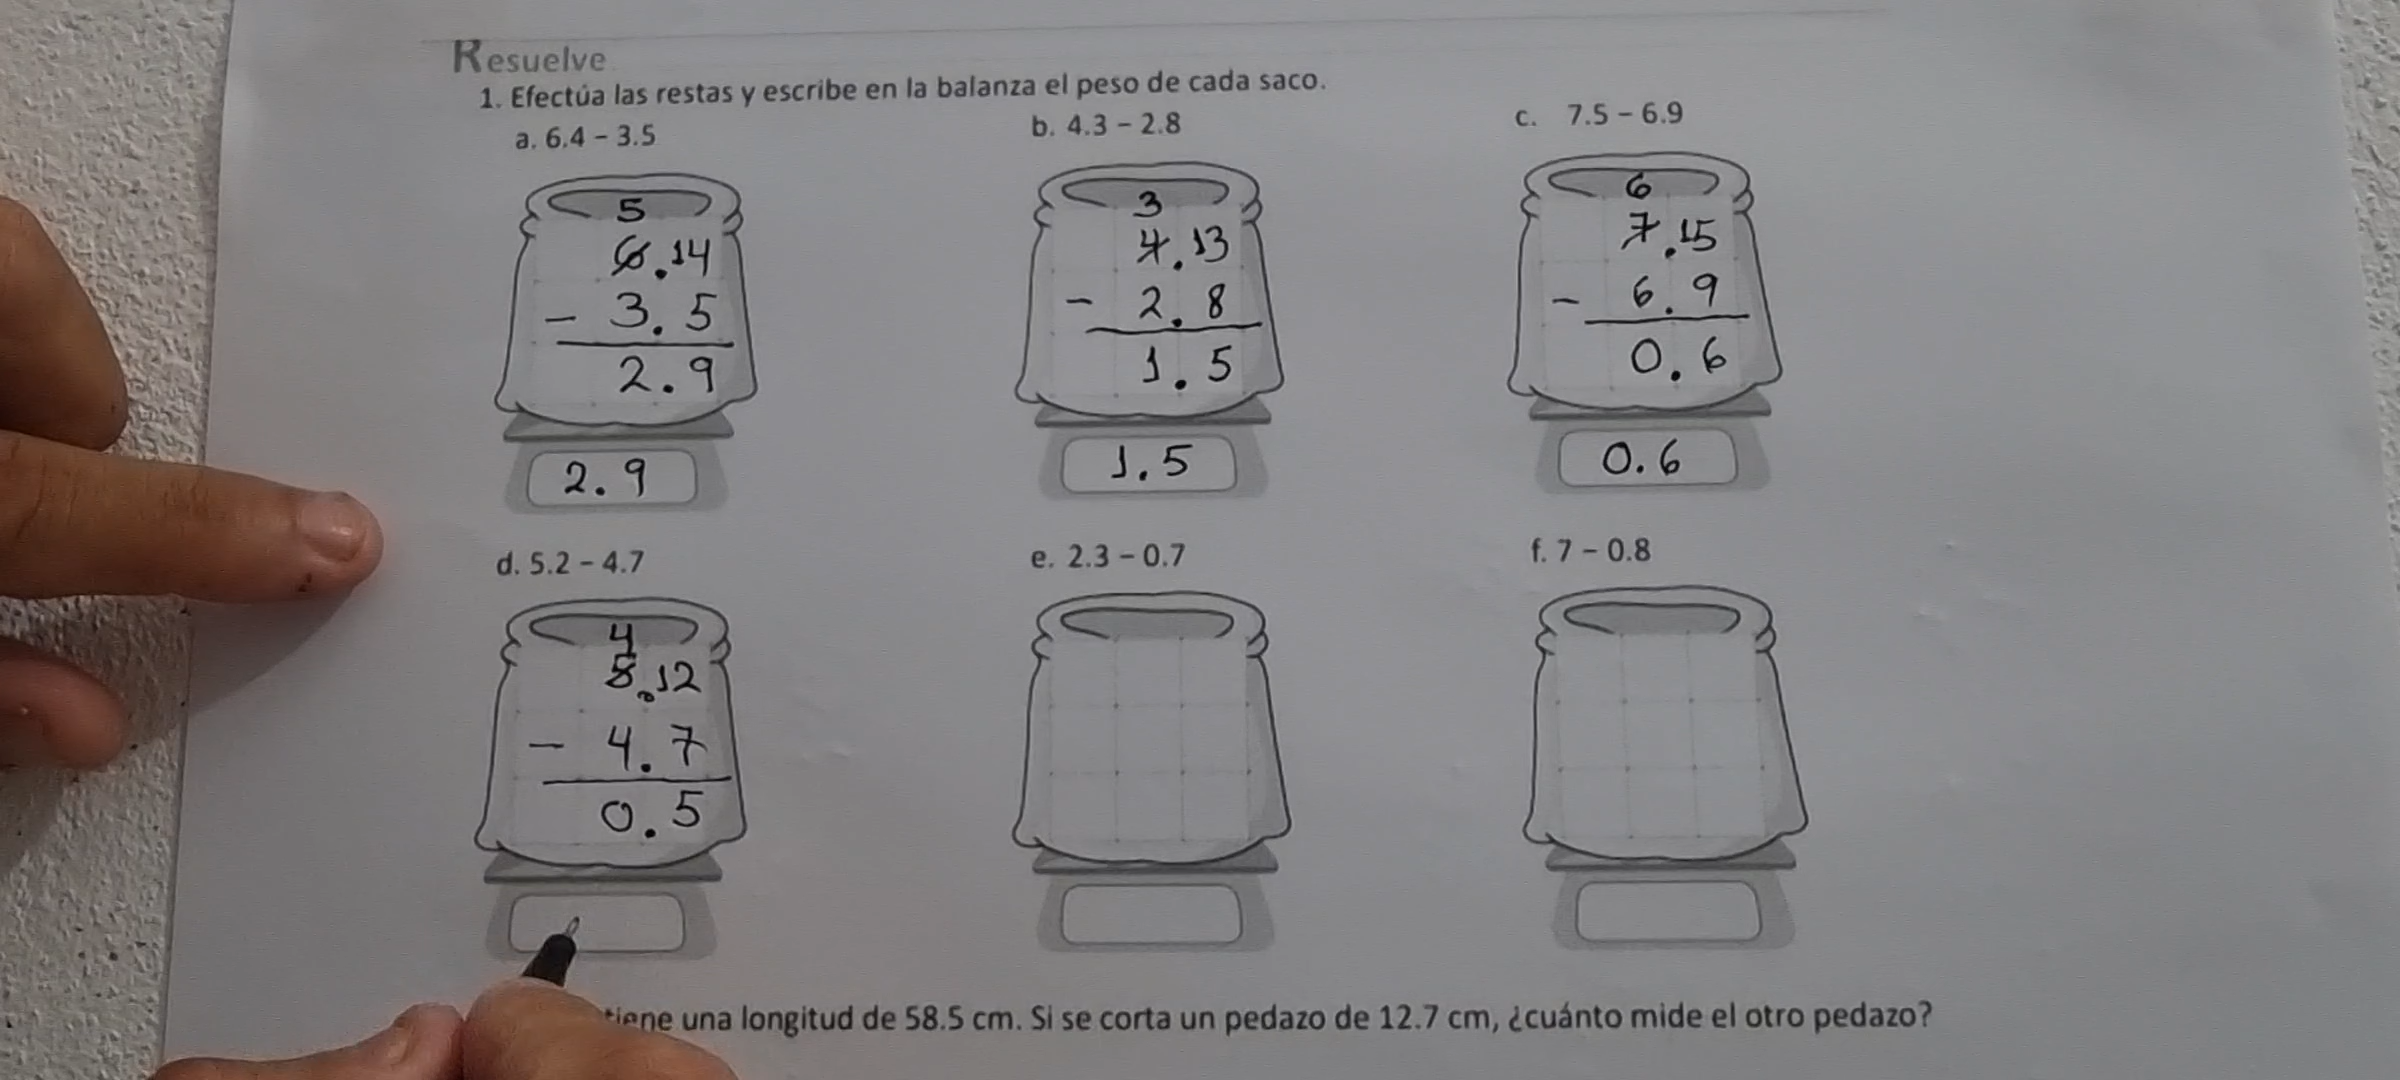 Resuelve
1. Efectúa las restas y escribe en la balanza el peso de cada saco.
a. 6.4 – 3.5
b. 4.3 – 2.8
c. 7.5 – 6.9
5
6.14
– 3.5
2.9
2.9
3
4.13
– 2.8
1.5
1.5
6
7.15
– 6.9
0.6
0.6
d. 5.2 – 4.7
e. 2.3 – 0.7
f. 7 – 0.8
4
5.12
– 4.7
0.5
tiene una longitud de 58.5 cm. Si se corta un pedazo de 12.7 cm, ¿cuánto mide el otro pedazo?